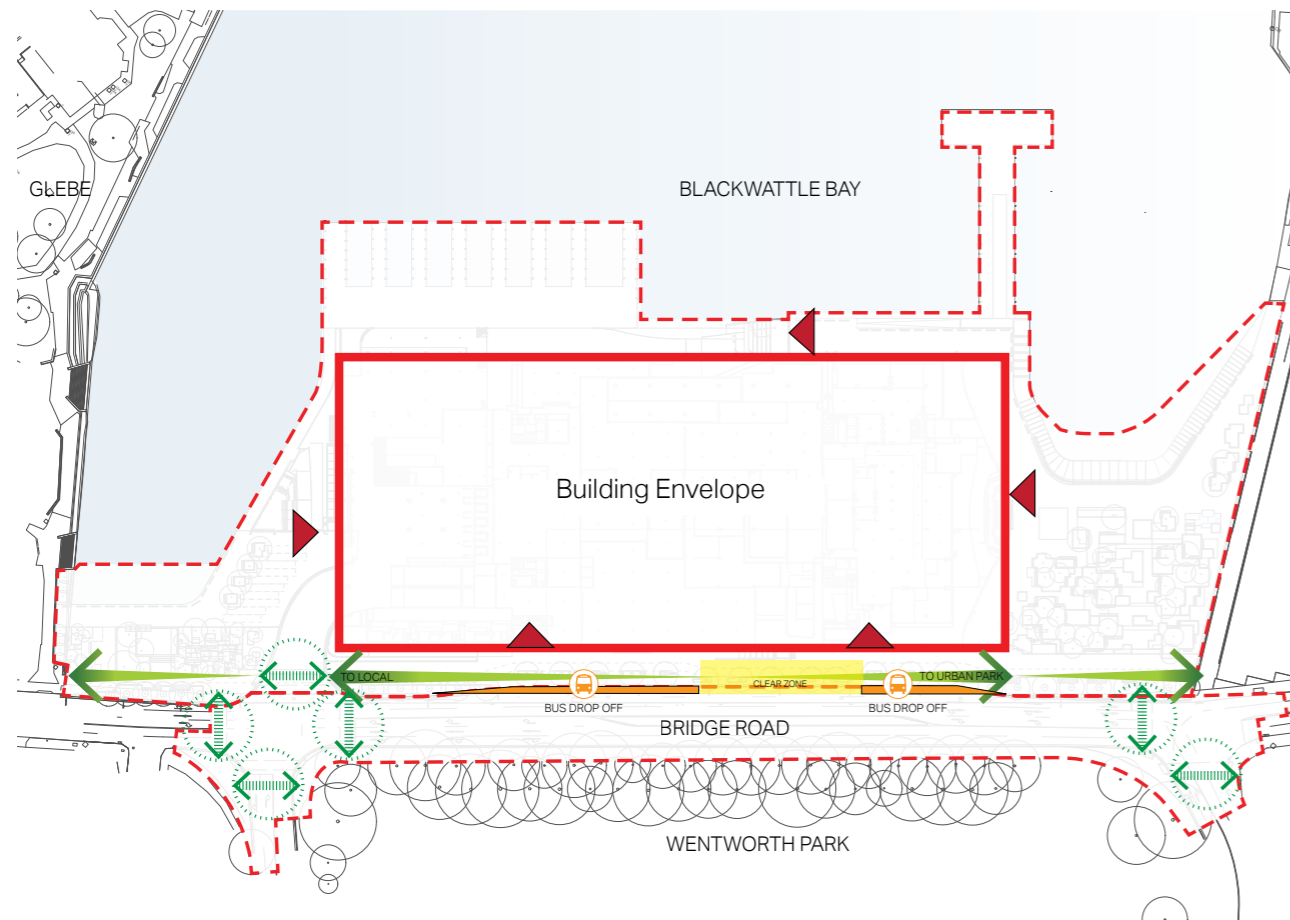 GLEBE
BLACKWATTLE BAY
Building Envelope
TO LOCAL
CLEAR ZONE
TO URBAN PARK
BUS DROP OFF
BUS DROP OFF
BRIDGE ROAD
WENTWORTH PARK